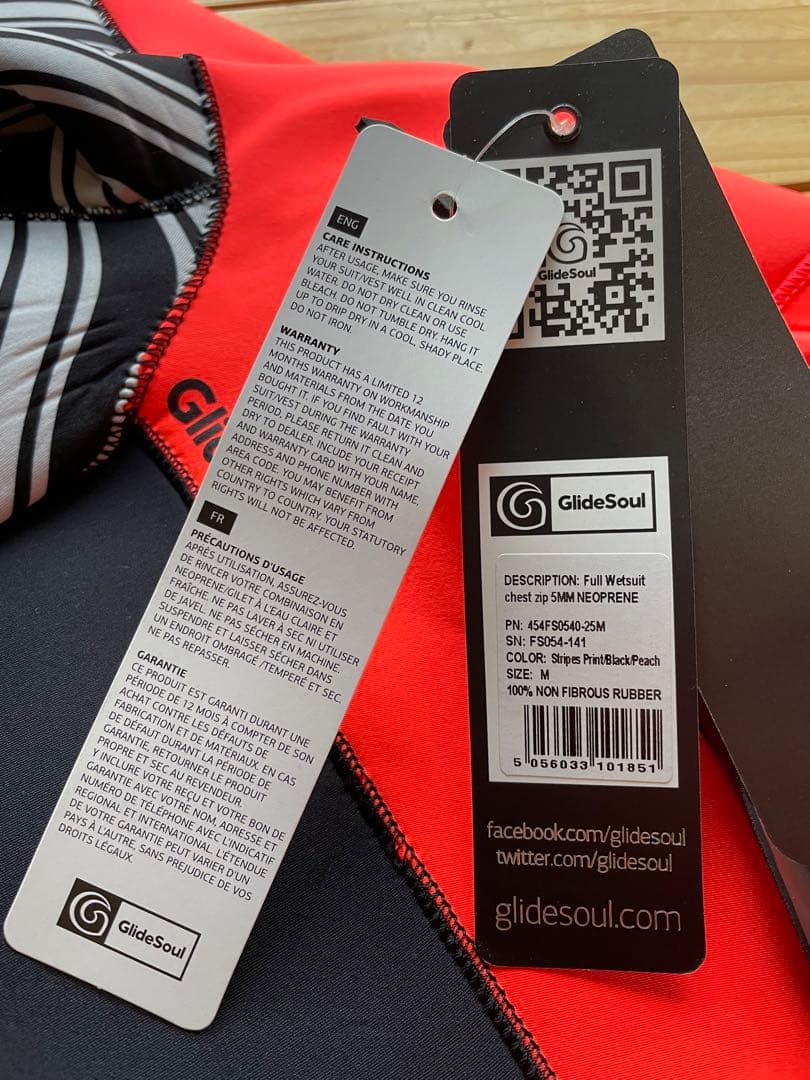 ENG
CARE INSTRUCTIONS
AFTER USAGE, MAKE SURE YOU RINSE
YOUR SUIT/VEST WELL IN CLEAN COOL
WATER. DO NOT DRY CLEAN OR USE
BLEACH. DO NOT TUMBLE DRY. HANG IT
UP TO DRIP DRY IN A COOL, SHADY PLACE.
DO NOT IRON.
WARRANTY
THIS PRODUCT HAS A LIMITED 12
MONTHS WARRANTY ON WORKMANSHIP
AND MATERIALS FROM THE DATE YOU
BOUGHT IT. IF YOU FIND FAULT WITH YOUR
SUIT/VEST DURING THE WARRANTY
PERIOD. PLEASE RETURN IT CLEAN AND
DRY TO DEALER. INCUDE YOUR RECEIPT
AND WARRANTY CARD WITH YOUR NAME,
ADDRESS AND PHONE NUMBER WITH
AREA CODE. YOU MAY BENEFIT FROM
OTHER RIGHTS WHICH VARY FROM
COUNTRY TO COUNTRY. YOUR STATUTORY
RIGHTS WILL NOT BE AFFECTED.
FR
PRÉCAUTIONS D'USAGE
APRÈS UTILISATION, ASSUREZ-VOUS
DE RINCER VOTRE COMBINAISON EN
NEOPRENE/GILET À L'EAU CLAIRE ET
FRAÎCHE. NE PAS LAVER À SEC NI UTILISER
DE JAVEL. NE PAS SÉCHER EN MACHINE.
SUSPENDRE ET LAISSER SÉCHER DANS
UN ENDROIT OMBRAGE /TEMPERÉ ET SEC.
NE PAS REPASSER.
GARANTIE
CE PRODUIT EST GARANTI DURANT UNE
PÉRIODE DE 12 MOIS À COMPTER DE SON
ACHAT CONTRE LES DÉFAUTS DE
FABRICATION ET DE MATÉRIAUX. EN CAS
DE DÉFAUT DURANT LA PÉRIODE DE
GARANTIE, RETOURNER LE PRODUIT
PROPRE ET SEC AU REVENDEUR.
Y INCLURE VOTRE REÇU ET VOTRE BON DE
GARANTIE AVEC VOTRE NOM, ADRESSE ET
NUMÉRO DE TÉLÉPHONE AVEC L'INDICATIF
REGIONAL ET INTERNATIONAL. L'ÉTENDUE
DE VOTRE GARANTIE PEUT VARIER D'UN
PAYS À L'AUTRE, SANS PREJUDICE DE VOS
DROITS LÉGAUX.
GlideSoul
GlideSoul
GlideSoul
DESCRIPTION: Full Wetsuit
chest zip 5MM NEOPRENE
PN: 454FS0540-25M
SN: FS054-141
COLOR: Stripes Print/Black/Peach
SIZE: M
100% NON FIBROUS RUBBER
5 056033 101851
facebook.com/glidesoul
twitter.com/glidesoul
glidesoul.com